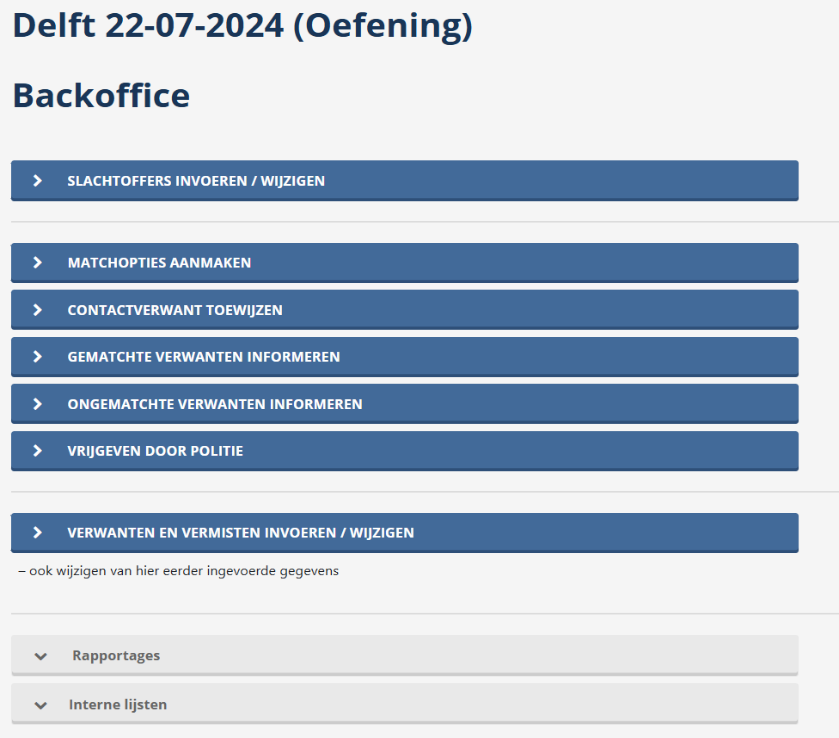 Delft 22-07-2024 (Oefening)
Backoffice
SLACHTOFFERS INVOEREN / WIJZIGEN
MATCHOPTIES AANMAKEN
CONTACTVERWANT TOEWIJZEN
GEMATCHTE VERWANTEN INFORMEREN
ONGEMATCHTE VERWANTEN INFORMEREN
VRIJGEVEN DOOR POLITIE
VERWANTEN EN VERMISTEN INVOEREN / WIJZIGEN
– ook wijzigen van hier eerder ingevoerde gegevens
Rapportages
Interne lijsten